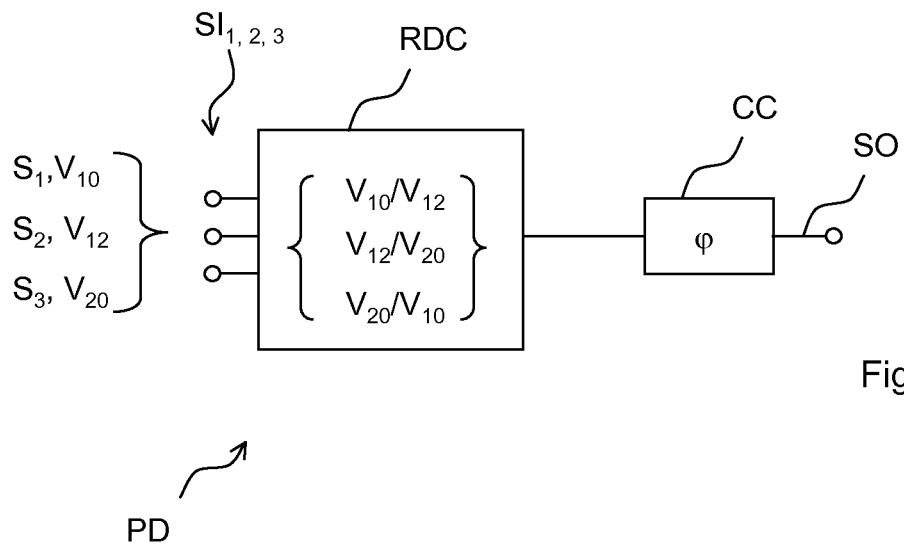 SI1, 2, 3
RDC
CC
SO
S1,V10
S2, V12
S3, V20
V10/V12
V12/V20
V20/V10
φ
Fig
PD